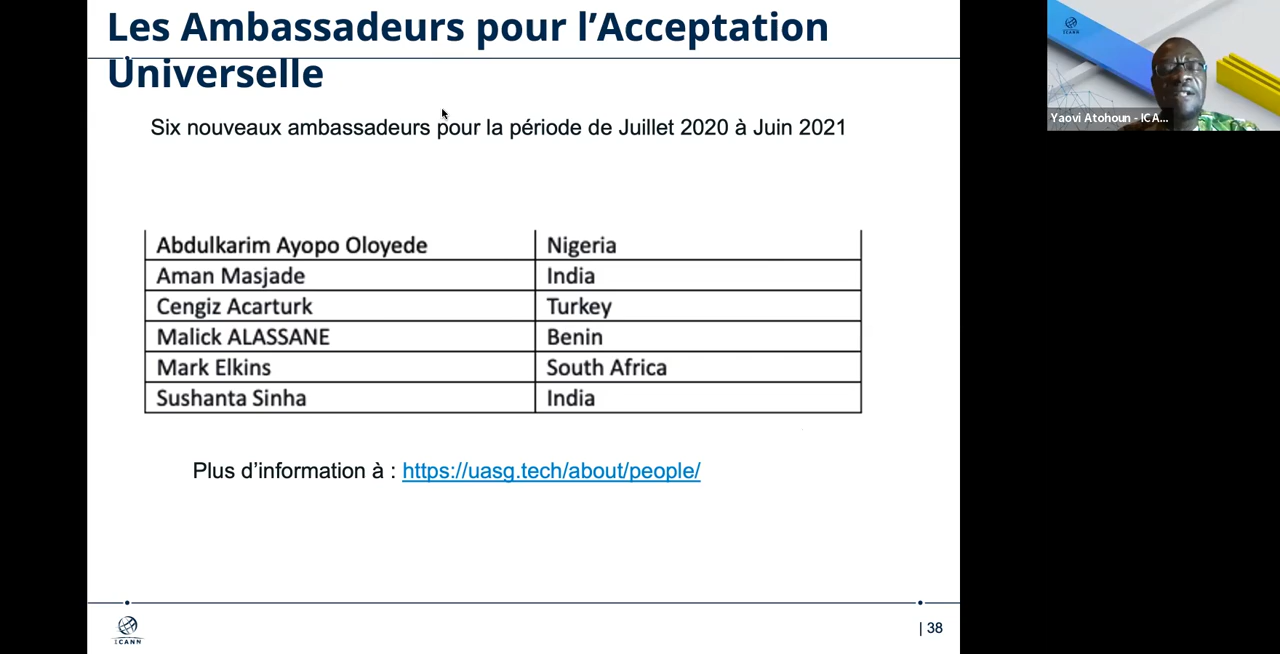 Les Ambassadeurs pour l’Acceptation
Universelle
Six nouveaux ambassadeurs pour la période de Juillet 2020 à Juin 2021
Abdulkarim Ayopo Oloyede Nigeria
Aman Masjade India
Cengiz Acarturk Turkey
Malick ALASSANE Benin
Mark Elkins South Africa
Sushanta Sinha India
Plus d’information à : https://uasg.tech/about/people/
ICANN
| 38
ICANN
Yaovi Atohoun - ICA...